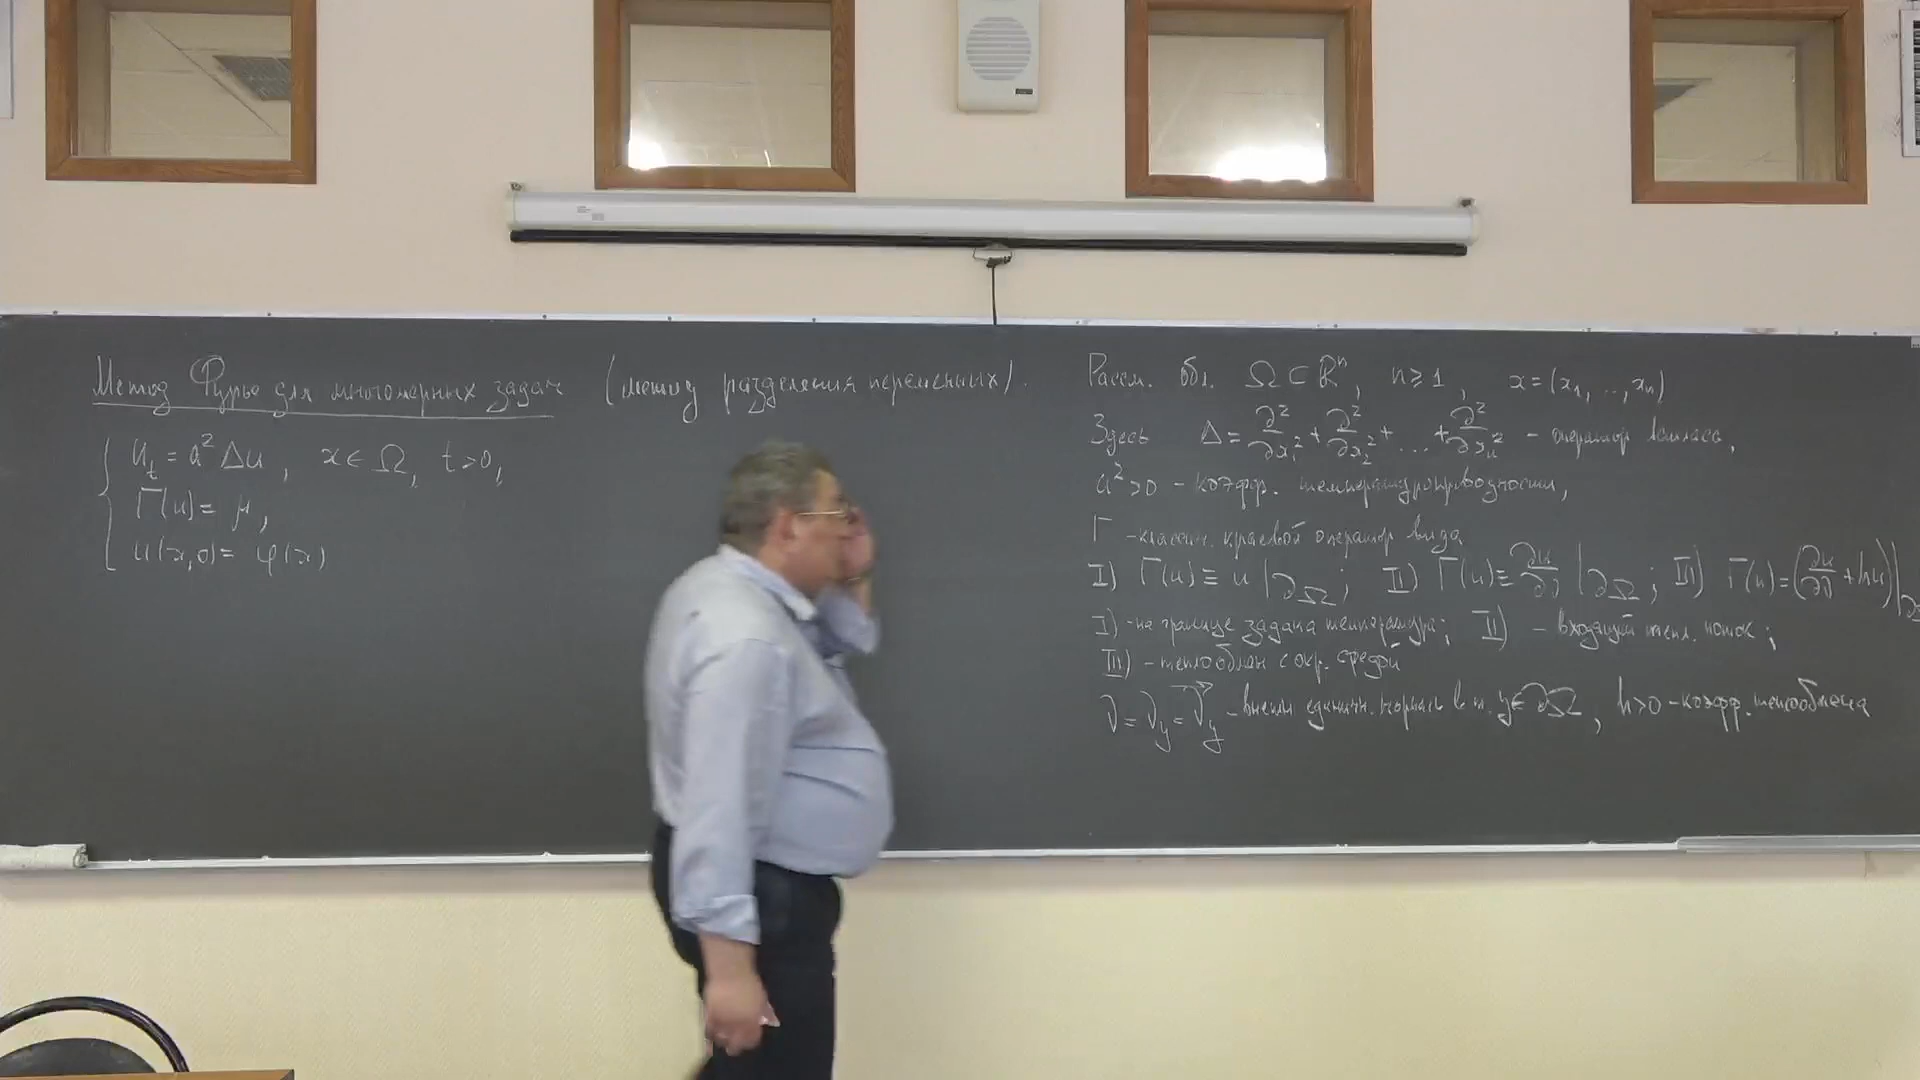 Метод Фурье для многомерных задач (метод разделения переменных).
u_t = a² Δu, x ∈ Ω, t > 0,
Γ(u) = μ,
u(x,0) = φ(x)
Рассм. обл. Ω ⊂ ℝⁿ, n ≥ 1, x = (x₁, ..., xₙ)
Здесь Δ = ∂²/∂x₁² + ∂²/∂x₂² + ... + ∂²/∂xₙ² - оператор Лапласа,
a² > 0 - коэфф. температуропроводности,
Γ - классич. краевой оператор вида
I) Γ(u) ≡ u |∂Ω; II) Γ(u) ≡ ∂u/∂ν |∂Ω; III) Γ(u) = (∂u/∂ν + hu)|∂Ω
I) - на границе задана температура; II) - входящий тепл. поток;
III) - теплообмен с окр. средой
ν = ν_y = ν⃗_y - внешн. единичн. нормаль в т. y ∈ ∂Ω, h > 0 - коэфф. теплообмена